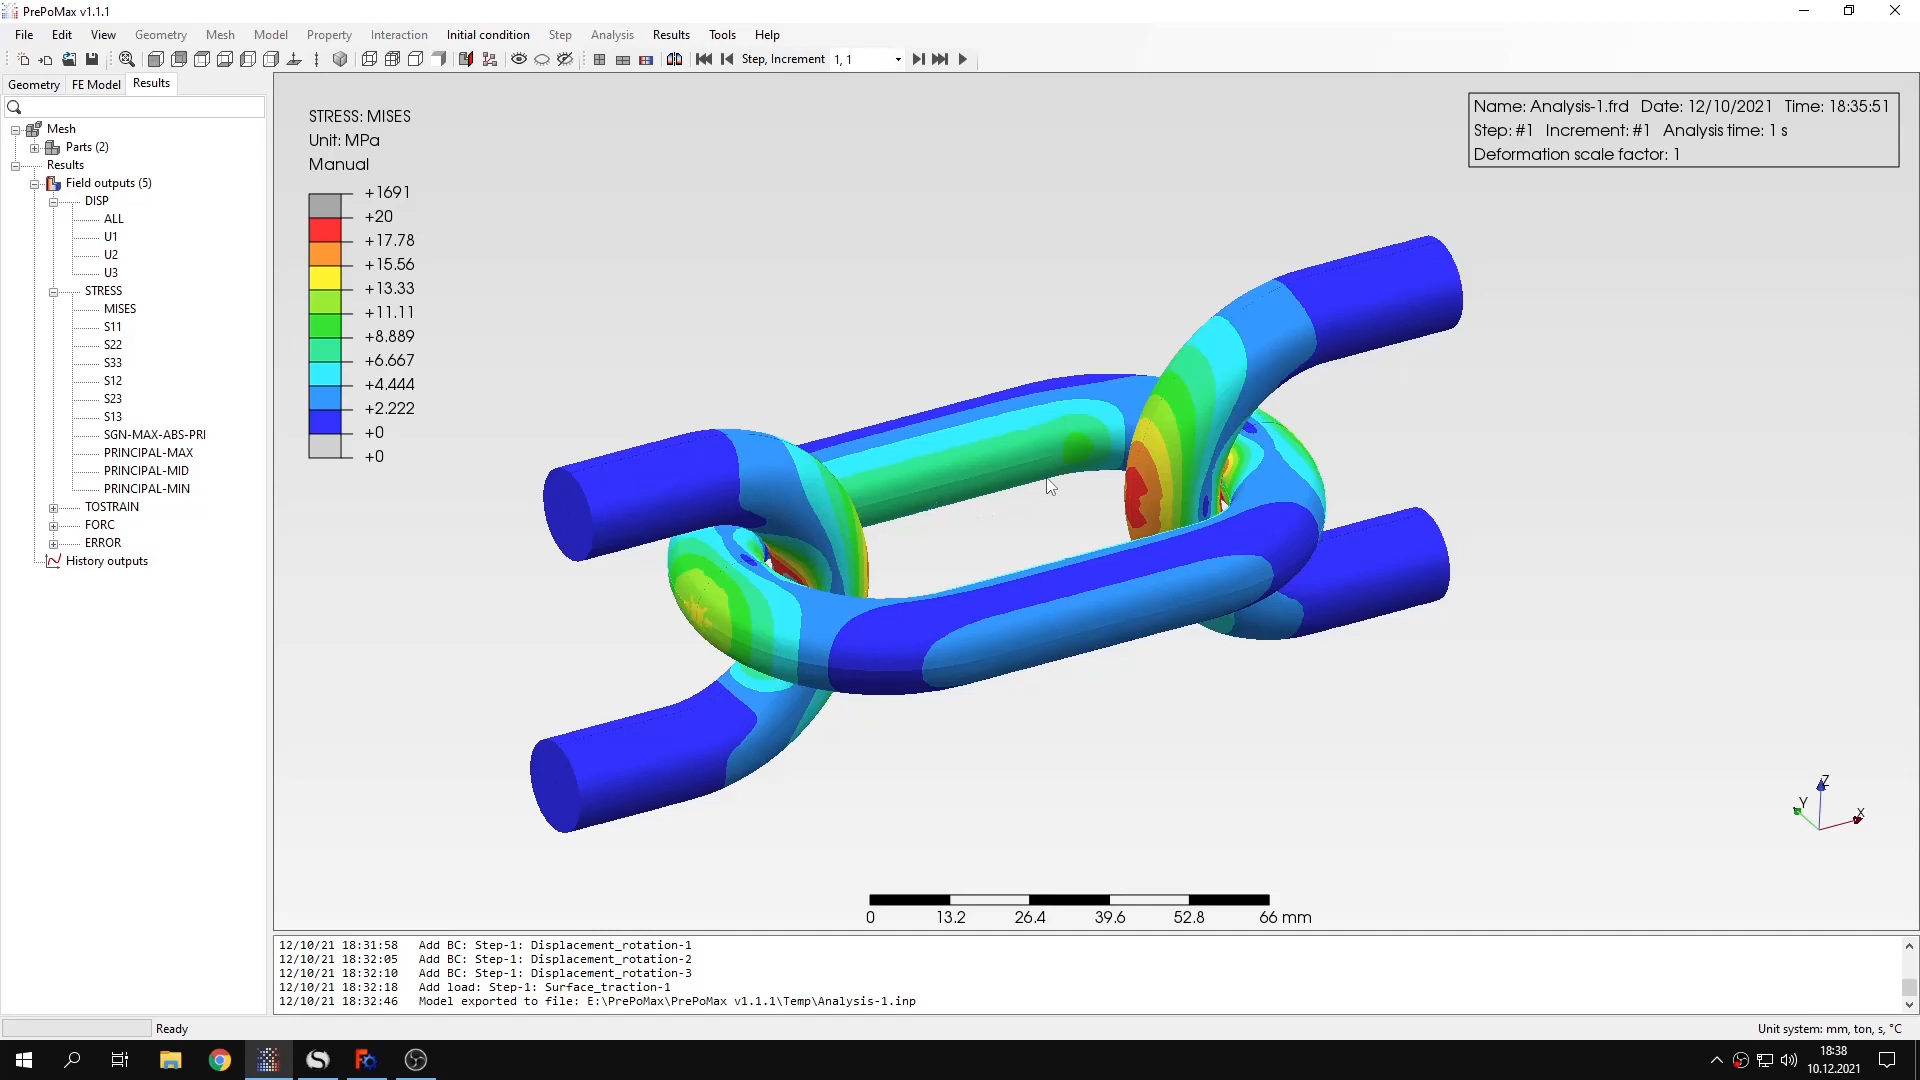 PrePoMax v1.1.1
File Edit View Geometry Mesh Model Property Interaction Initial condition Step Analysis Results Tools Help
Step, Increment 1, 1
Geometry FE Model Results
Mesh
Parts (2)
Results
Field outputs (5)
DISP
ALL
U1
U2
U3
STRESS
MISES
S11
S22
S33
S12
S23
S13
SGN-MAX-ABS-PRI
PRINCIPAL-MAX
PRINCIPAL-MID
PRINCIPAL-MIN
TOSTRAIN
FORC
ERROR
History outputs
STRESS: MISES
Unit: MPa
Manual
+1691
+20
+17.78
+15.56
+13.33
+11.11
+8.889
+6.667
+4.444
+2.222
+0
+0
Name: Analysis-1.frd Date: 12/10/2021 Time: 18:35:51
Step: #1 Increment: #1 Analysis time: 1 s
Deformation scale factor: 1
Z
Y
X
0 13.2 26.4 39.6 52.8 66 mm
12/10/21 18:31:58 Add BC: Step-1: Displacement_rotation-1
12/10/21 18:32:05 Add BC: Step-1: Displacement_rotation-2
12/10/21 18:32:10 Add BC: Step-1: Displacement_rotation-3
12/10/21 18:32:18 Add load: Step-1: Surface_traction-1
12/10/21 18:32:46 Model exported to file: E:\PrePoMax\PrePoMax v1.1.1\Temp\Analysis-1.inp
Ready
Unit system: mm, ton, s, °C
18:38
10.12.2021